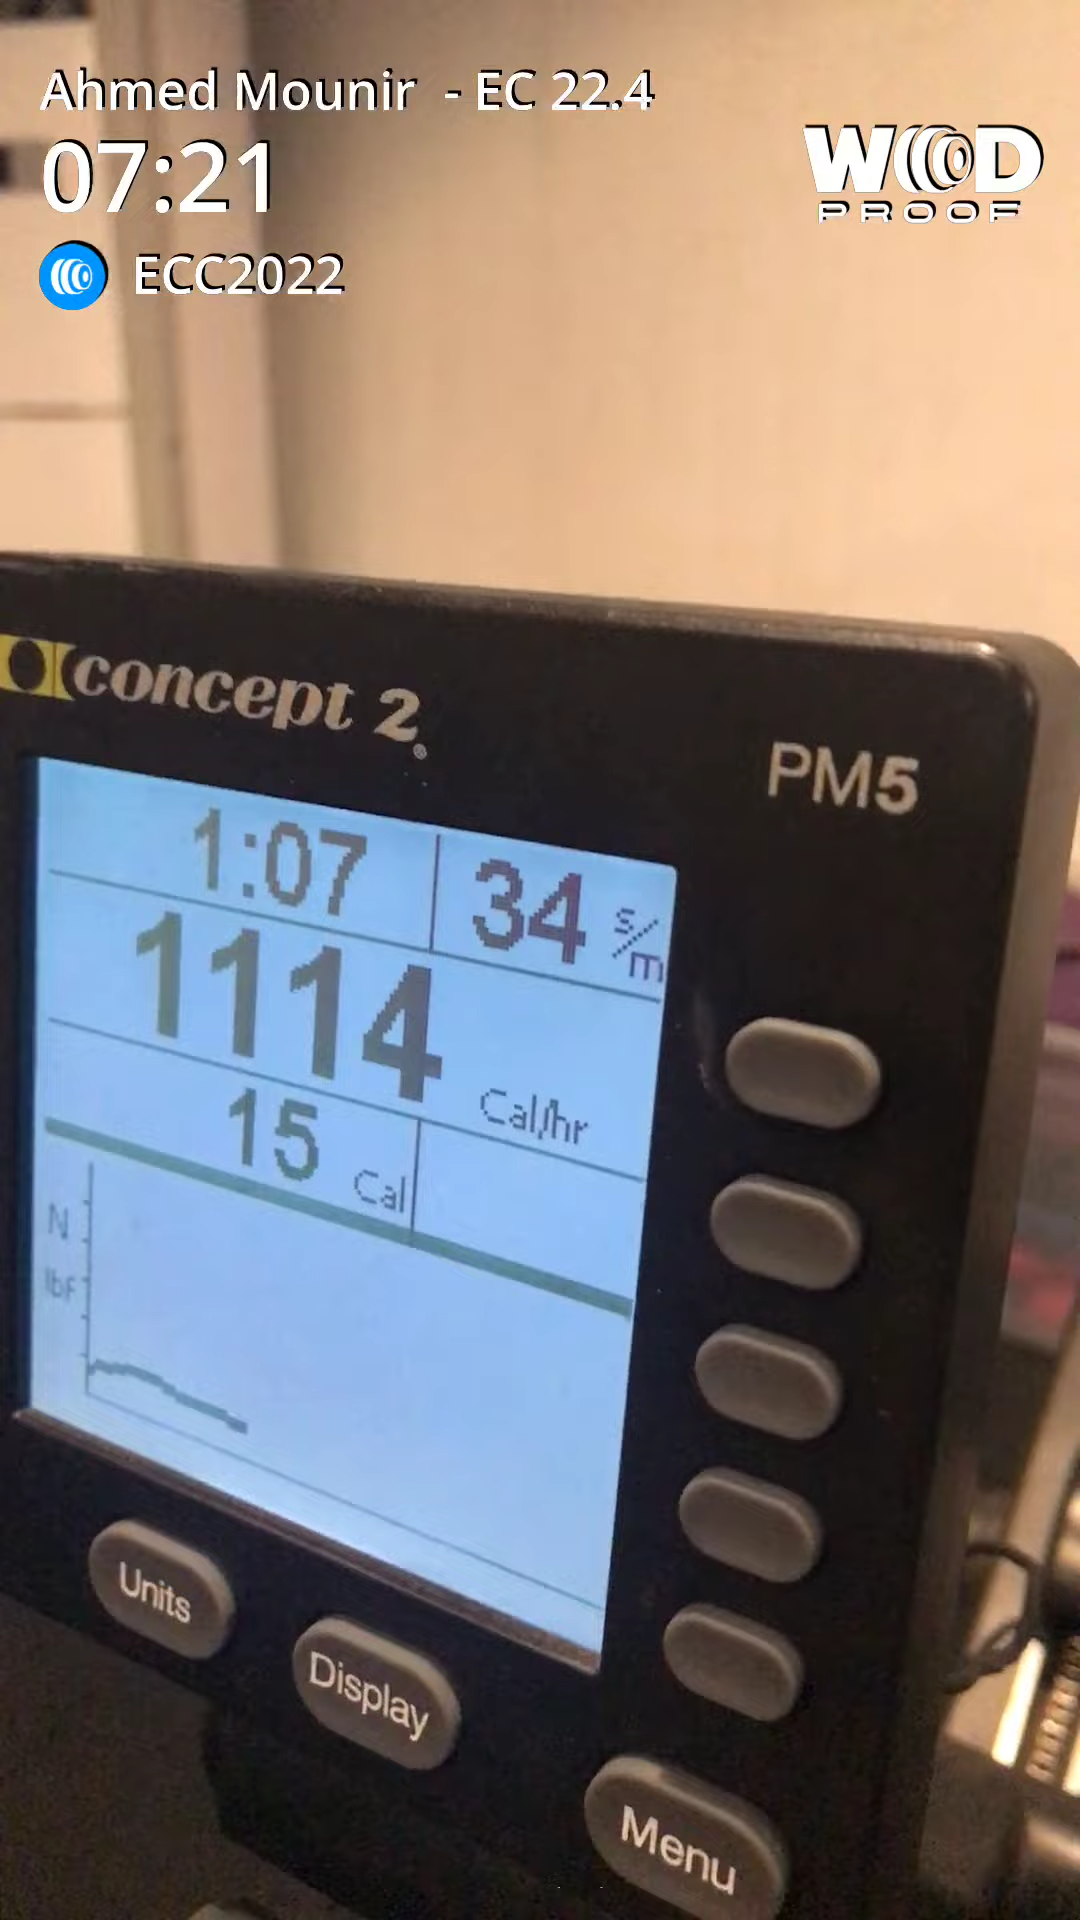 Ahmed Mounir - EC 22.4
07:21
WOD
PROOF
ECC2022
concept 2®
PM5
1:07
34 s/m
1114 Cal/hr
15 Cal
N
lbF
Units
Display
Menu